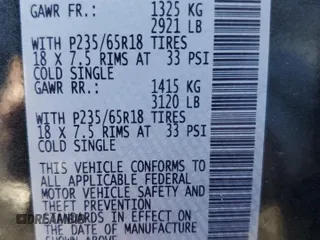 GAWR FR.: 1325 KG
2921 LB
WITH P235/65R18 TIRES
18 X 7.5 RIMS AT 33 PSI
COLD SINGLE
GAWR RR.: 1415 KG
3120 LB
WITH P235/65R18 TIRES
18 X 7.5 RIMS AT 33 PSI
COLD SINGLE
THIS VEHICLE CONFORMS TO
ALL APPLICABLE FEDERAL
MOTOR VEHICLE SAFETY AND
THEFT PREVENTION
STANDARDS IN EFFECT ON
THE DATE OF MANUFACTURE
SHOWN ABOVE